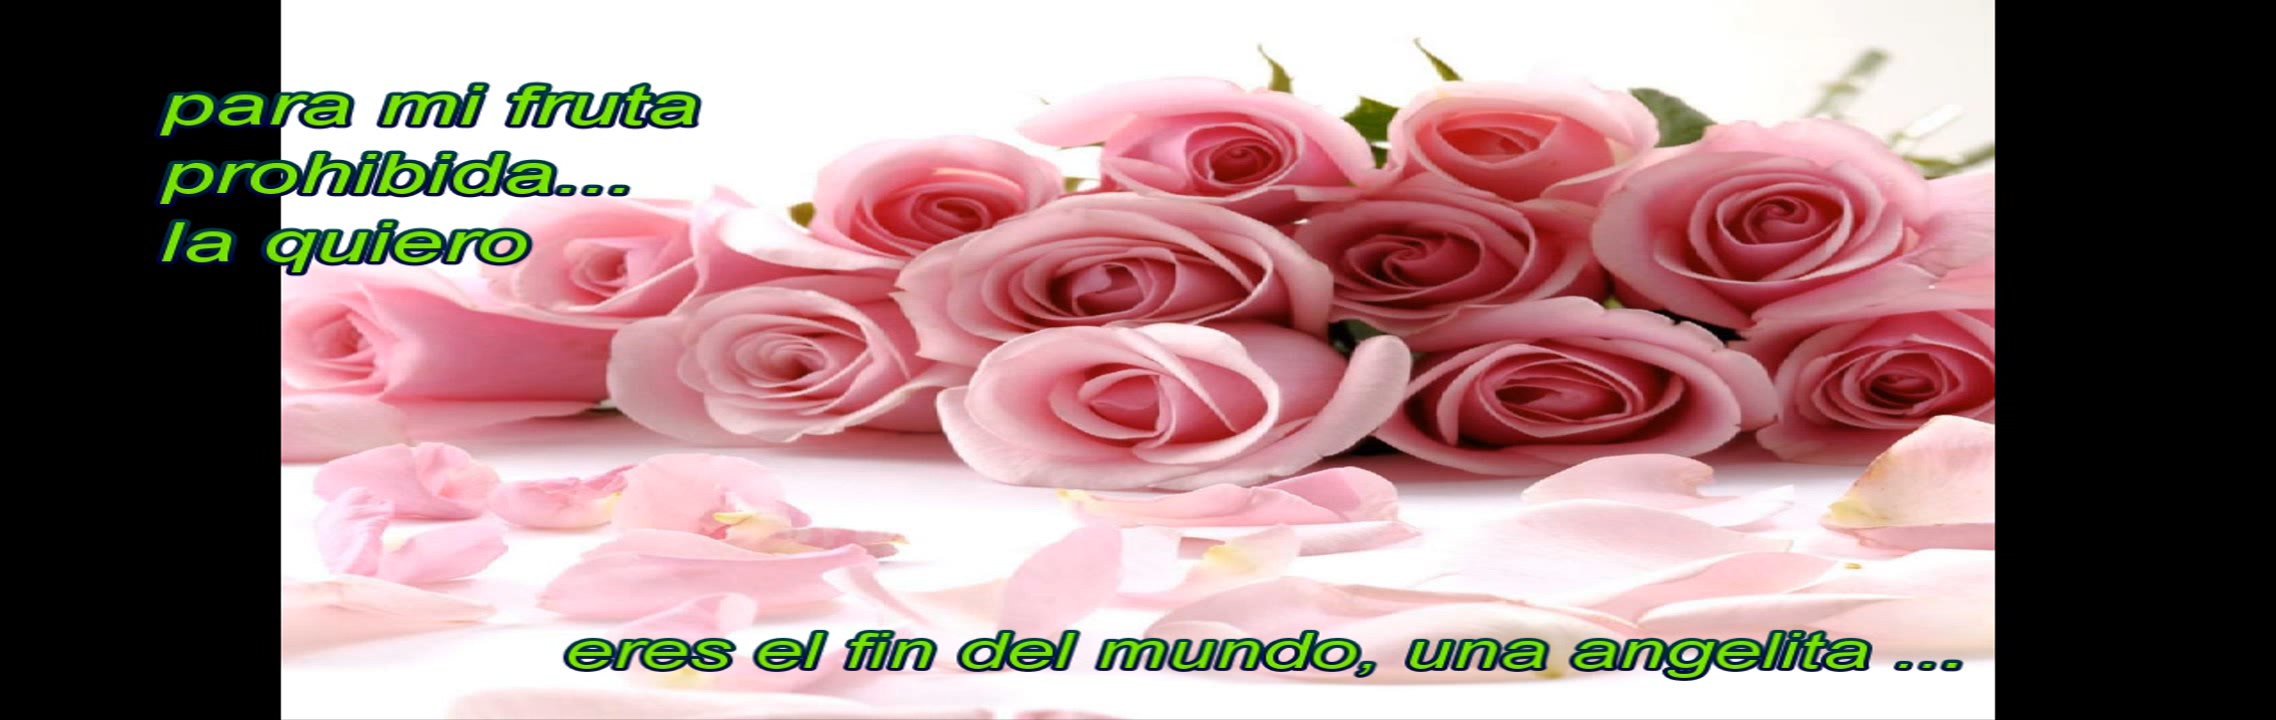 para mi fruta
prohibida...
la quiero
eres el fin del mundo, una angelita ...